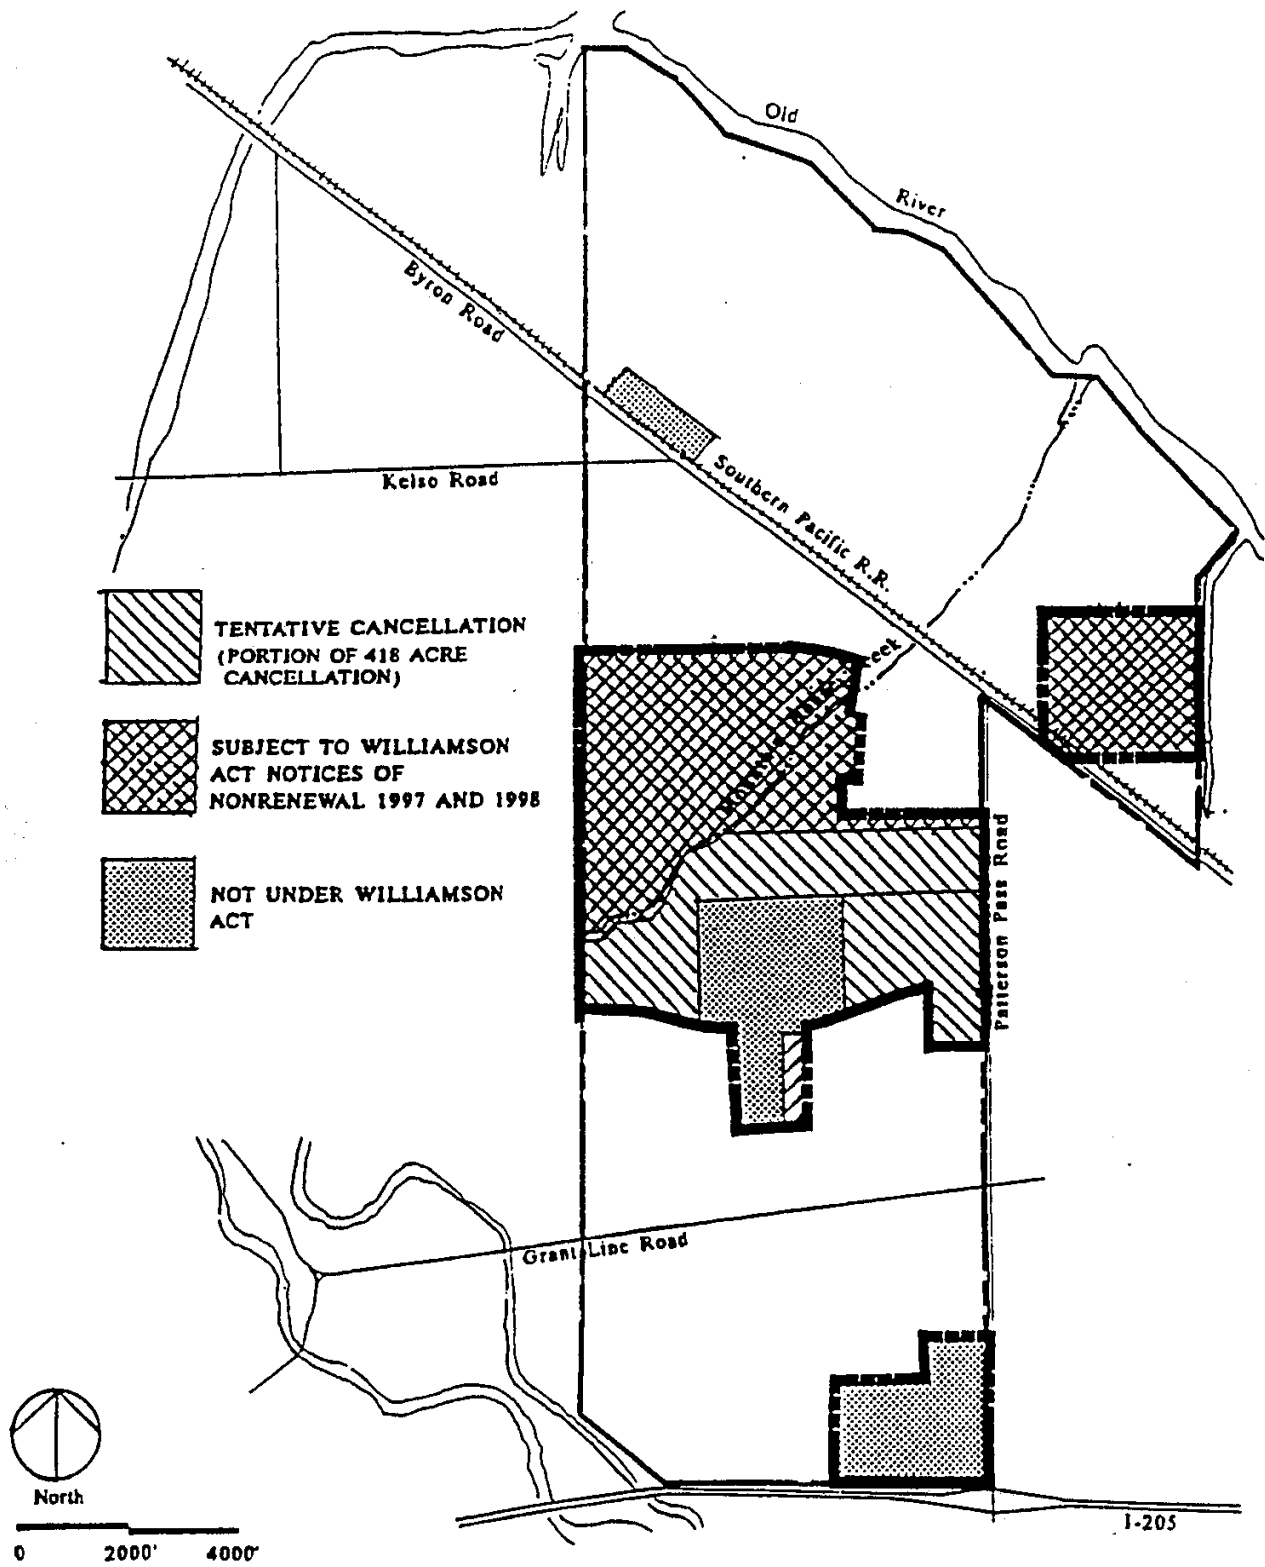 Old
River
Byron Road
Kelso Road
Southern Pacific R.R.
TENTATIVE CANCELLATION
(PORTION OF 418 ACRE
CANCELLATION)
SUBJECT TO WILLIAMSON
ACT NOTICES OF
NONRENEWAL 1997 AND 1998
NOT UNDER WILLIAMSON
ACT
Patterson Pass Road
Grant Line Road
North
0 2000' 4000'
I-205